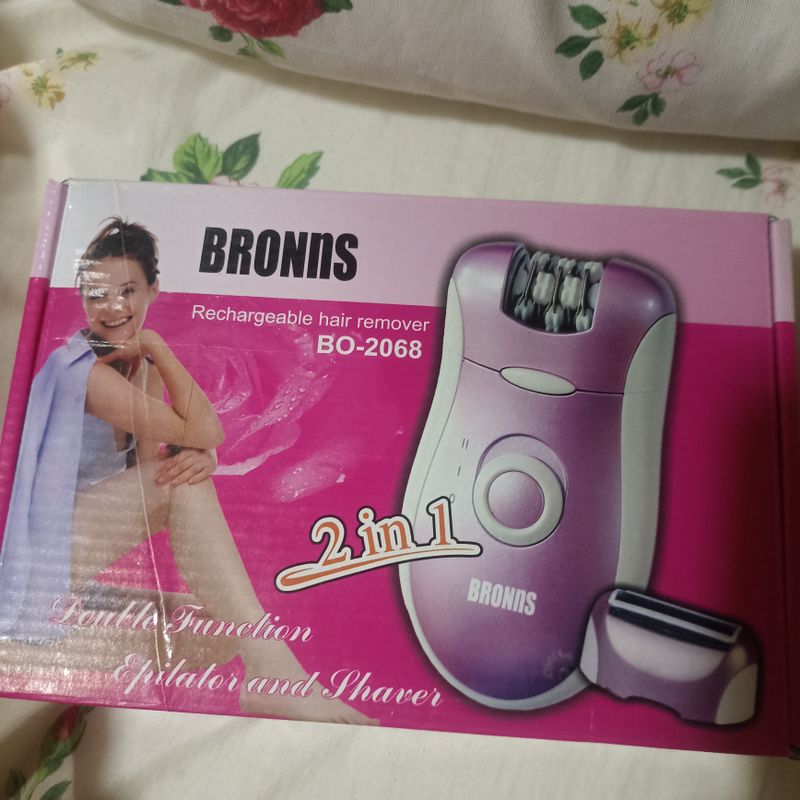 BRONNS
Rechargeable hair remover
BO-2068
2 in 1
BRONNS
Double Function
Epilator and Shaver